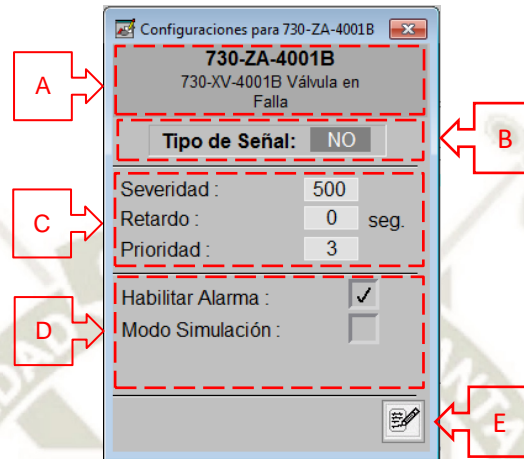 Configuraciones para 730-ZA-4001B
730-ZA-4001B
730-XV-4001B Válvula en
Falla
A
Tipo de Señal: NO
B
Severidad : 500
Retardo : 0 seg.
Prioridad : 3
C
Habilitar Alarma :
Modo Simulación :
D
E